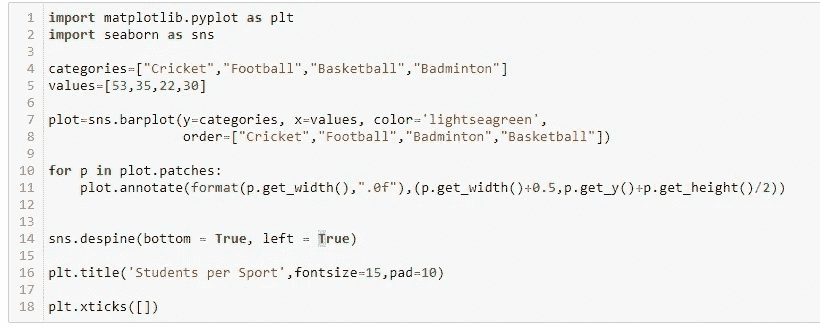 1 import matplotlib.pyplot as plt
2 import seaborn as sns
3
4 categories=["Cricket","Football","Basketball","Badminton"]
5 values=[53,35,22,30]
6
7 plot=sns.barplot(y=categories, x=values, color='lightseagreen',
8                  order=["Cricket","Football","Badminton","Basketball"])
9
10 for p in plot.patches:
11     plot.annotate(format(p.get_width(),".0f"),(p.get_width()+0.5,p.get_y()+p.get_height()/2))
12
13
14 sns.despine(bottom = True, left = True)
15
16 plt.title('Students per Sport',fontsize=15,pad=10)
17
18 plt.xticks([])